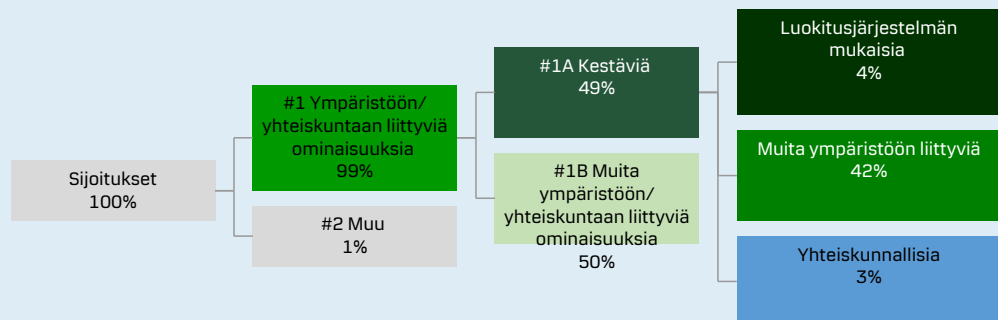 Sijoitukset
100%
#1 Ympäristöön/
yhteiskuntaan liittyviä
ominaisuuksia
99%
#2 Muu
1%
#1A Kestäviä
49%
#1B Muita
ympäristöön/
yhteiskuntaan liittyviä
ominaisuuksia
50%
Luokitusjärjestelmän
mukaisia
4%
Muita ympäristöön liittyviä
42%
Yhteiskunnallisia
3%